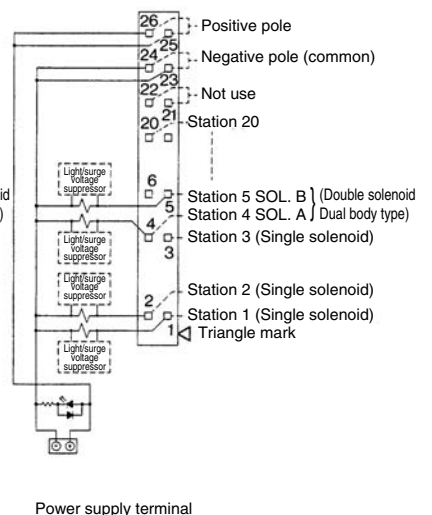 26
Positive pole
25
24
Negative pole (common)
23
22
Not use
21
20
Station 20
Light/surge
voltage
suppressor
6
Station 5 SOL. B } (Double solenoid
5
Station 4 SOL. A } Dual body type)
4
Light/surge
voltage
suppressor
Station 3 (Single solenoid)
3
Light/surge
voltage
suppressor
Station 2 (Single solenoid)
2
Station 1 (Single solenoid)
1
Triangle mark
Light/surge
voltage
suppressor
Power supply terminal